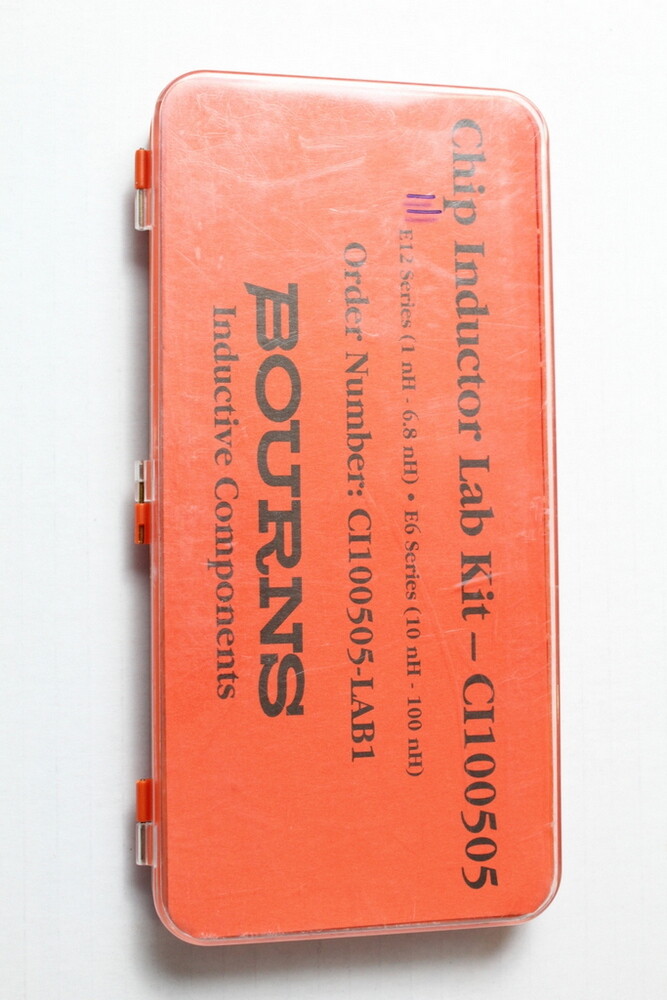 Chip Inductor Lab Kit – CI100505
E12 Series (1 nH - 6.8 nH) • E6 Series (10 nH - 100 nH)
Order Number: CI100505-LAB1
BOURNS
Inductive Components